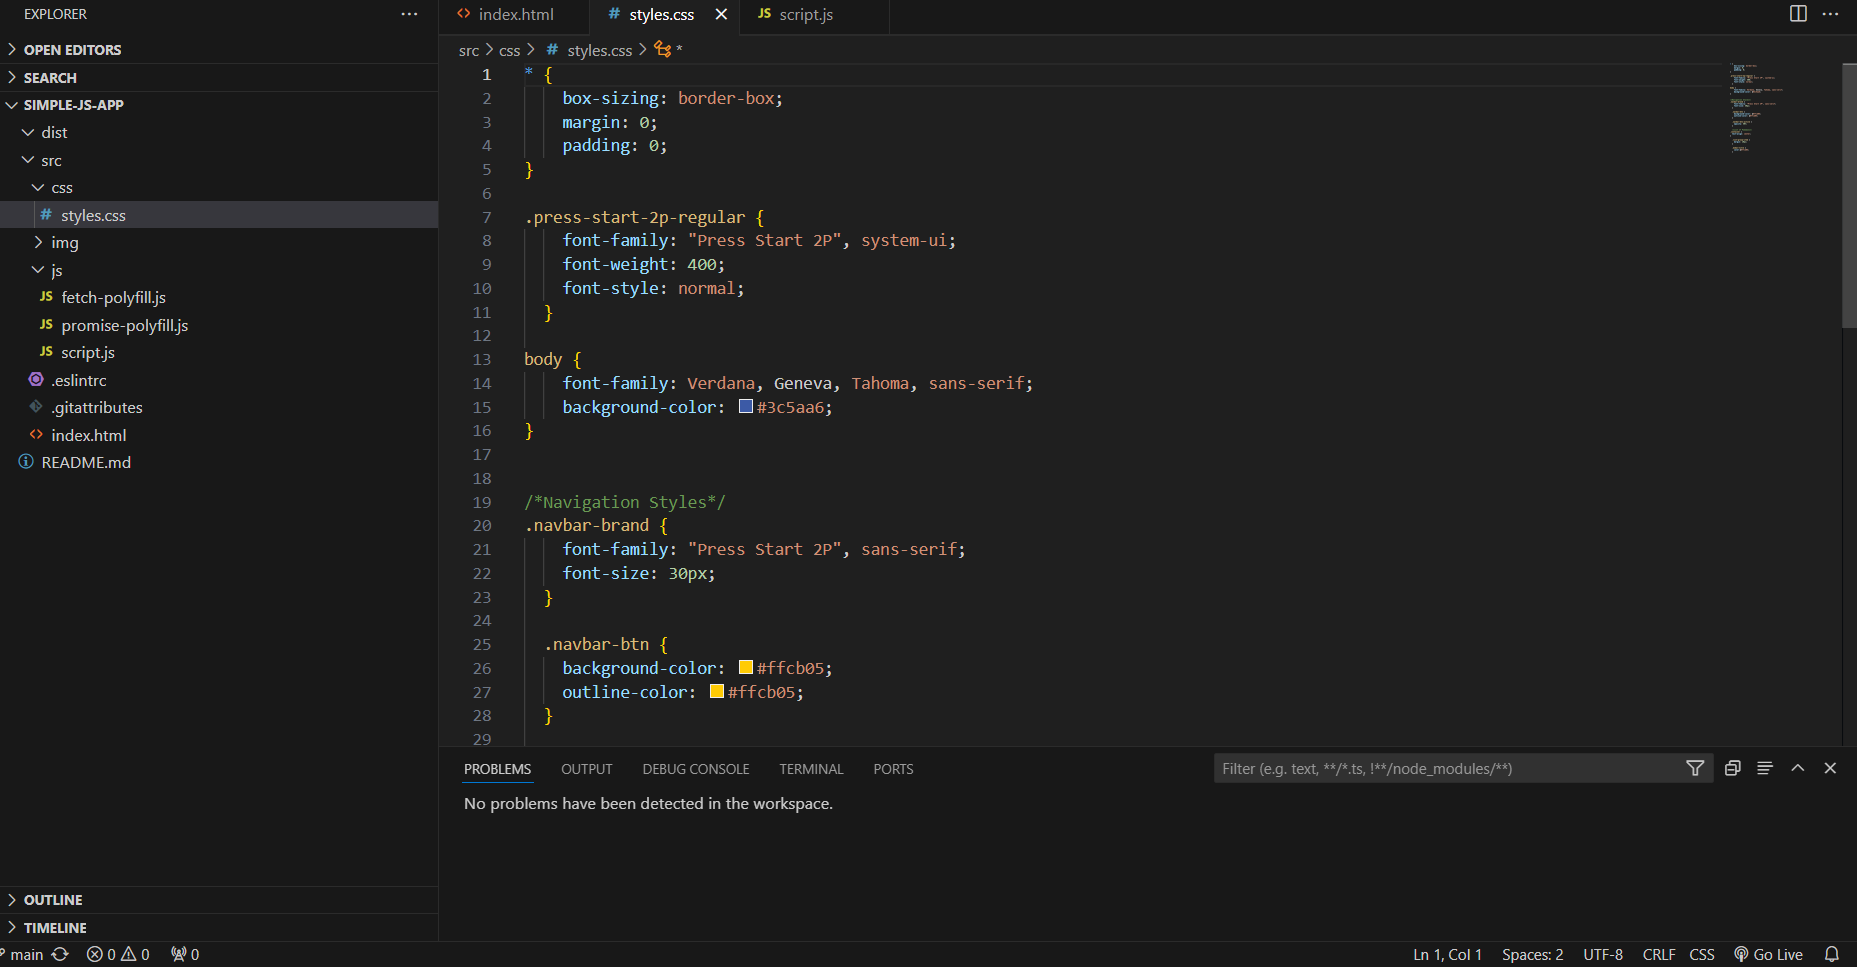 EXPLORER
OPEN EDITORS
SEARCH
SIMPLE-JS-APP
dist
src
css
# styles.css
img
js
JS fetch-polyfill.js
JS promise-polyfill.js
JS script.js
.eslintrc
.gitattributes
<> index.html
README.md
OUTLINE
TIMELINE
<> index.html
# styles.css
JS script.js
src > css > # styles.css > *
1 * {
2 box-sizing: border-box;
3 margin: 0;
4 padding: 0;
5 }
6
7 .press-start-2p-regular {
8 font-family: "Press Start 2P", system-ui;
9 font-weight: 400;
10 font-style: normal;
11 }
12
13 body {
14 font-family: Verdana, Geneva, Tahoma, sans-serif;
15 background-color: #3c5aa6;
16 }
17
18
19 /*Navigation Styles*/
20 .navbar-brand {
21 font-family: "Press Start 2P", sans-serif;
22 font-size: 30px;
23 }
24
25 .navbar-btn {
26 background-color: #ffcb05;
27 outline-color: #ffcb05;
28 }
29
PROBLEMS OUTPUT DEBUG CONSOLE TERMINAL PORTS
Filter (e.g. text, **/*.ts, !**/node_modules/**)
No problems have been detected in the workspace.
main 0 0 0
Ln 1, Col 1 Spaces: 2 UTF-8 CRLF CSS Go Live